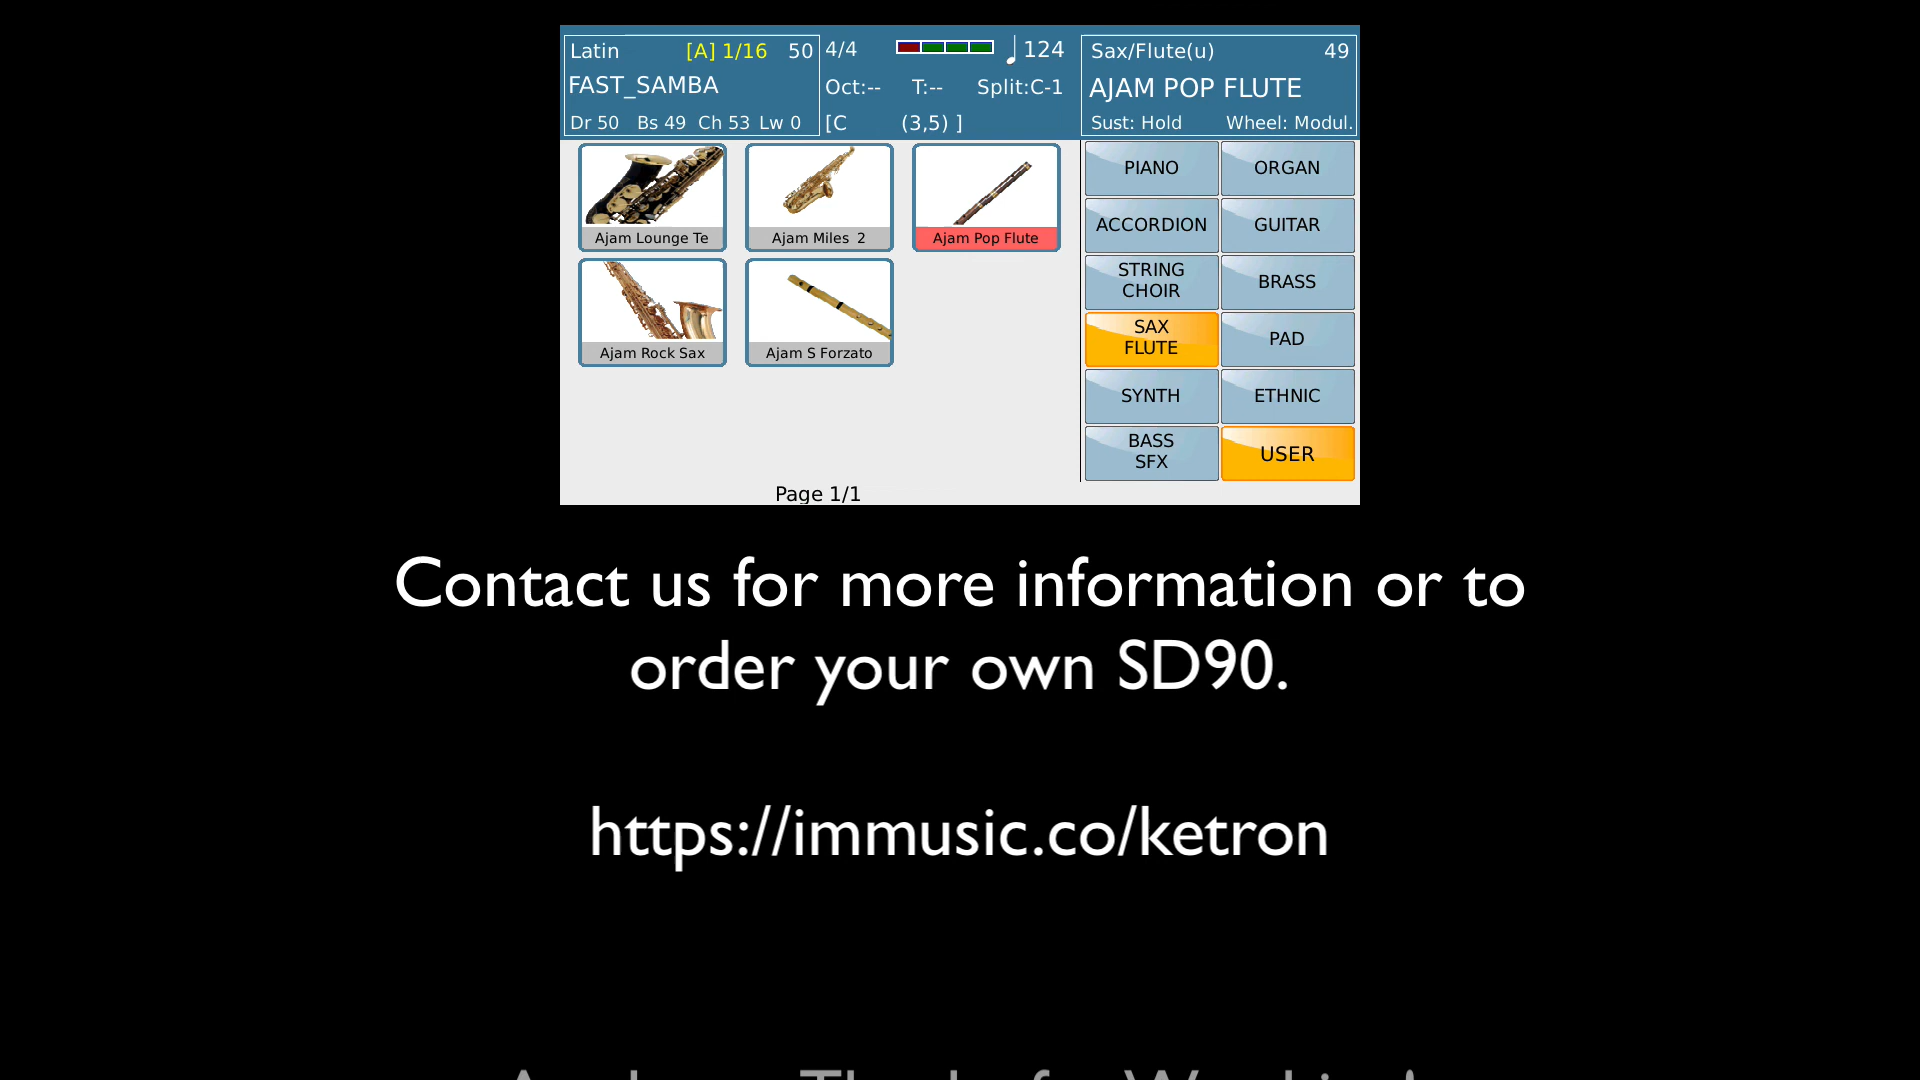 Latin [A] 1/16 50
FAST_SAMBA
Dr 50 Bs 49 Ch 53 Lw 0
4/4 124
Oct:-- T:-- Split:C-1
[C (3,5) ]
Sax/Flute(u) 49
AJAM POP FLUTE
Sust: Hold Wheel: Modul.
Ajam Lounge Te
Ajam Miles 2
Ajam Pop Flute
Ajam Rock Sax
Ajam S Forzato
Page 1/1
PIANO
ORGAN
ACCORDION
GUITAR
STRING
CHOIR
BRASS
SAX
FLUTE
PAD
SYNTH
ETHNIC
BASS
SFX
USER
Contact us for more information or to
order your own SD90.
https://immusic.co/ketron